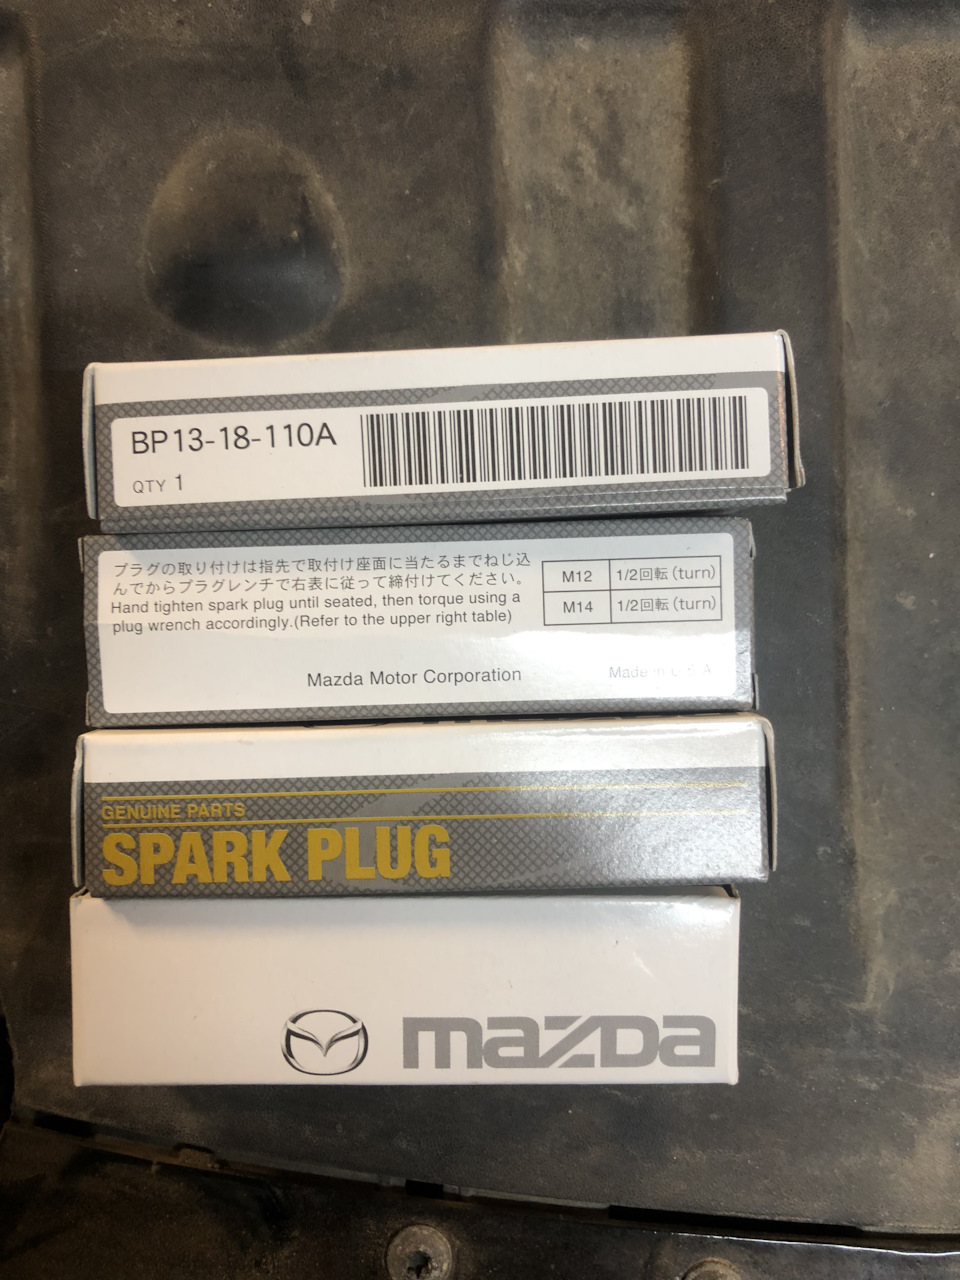 BP13-18-110A
QTY 1
プラグの取り付けは指先で取付け座面に当たるまでねじ込
んでからプラグレンチで右表に従って締付けてください。
Hand tighten spark plug until seated, then torque using a
plug wrench accordingly.(Refer to the upper right table)
M12 1/2回転(turn)
M14 1/2回転(turn)
Mazda Motor Corporation
Made in U.S.A
GENUINE PARTS
SPARK PLUG
mazda